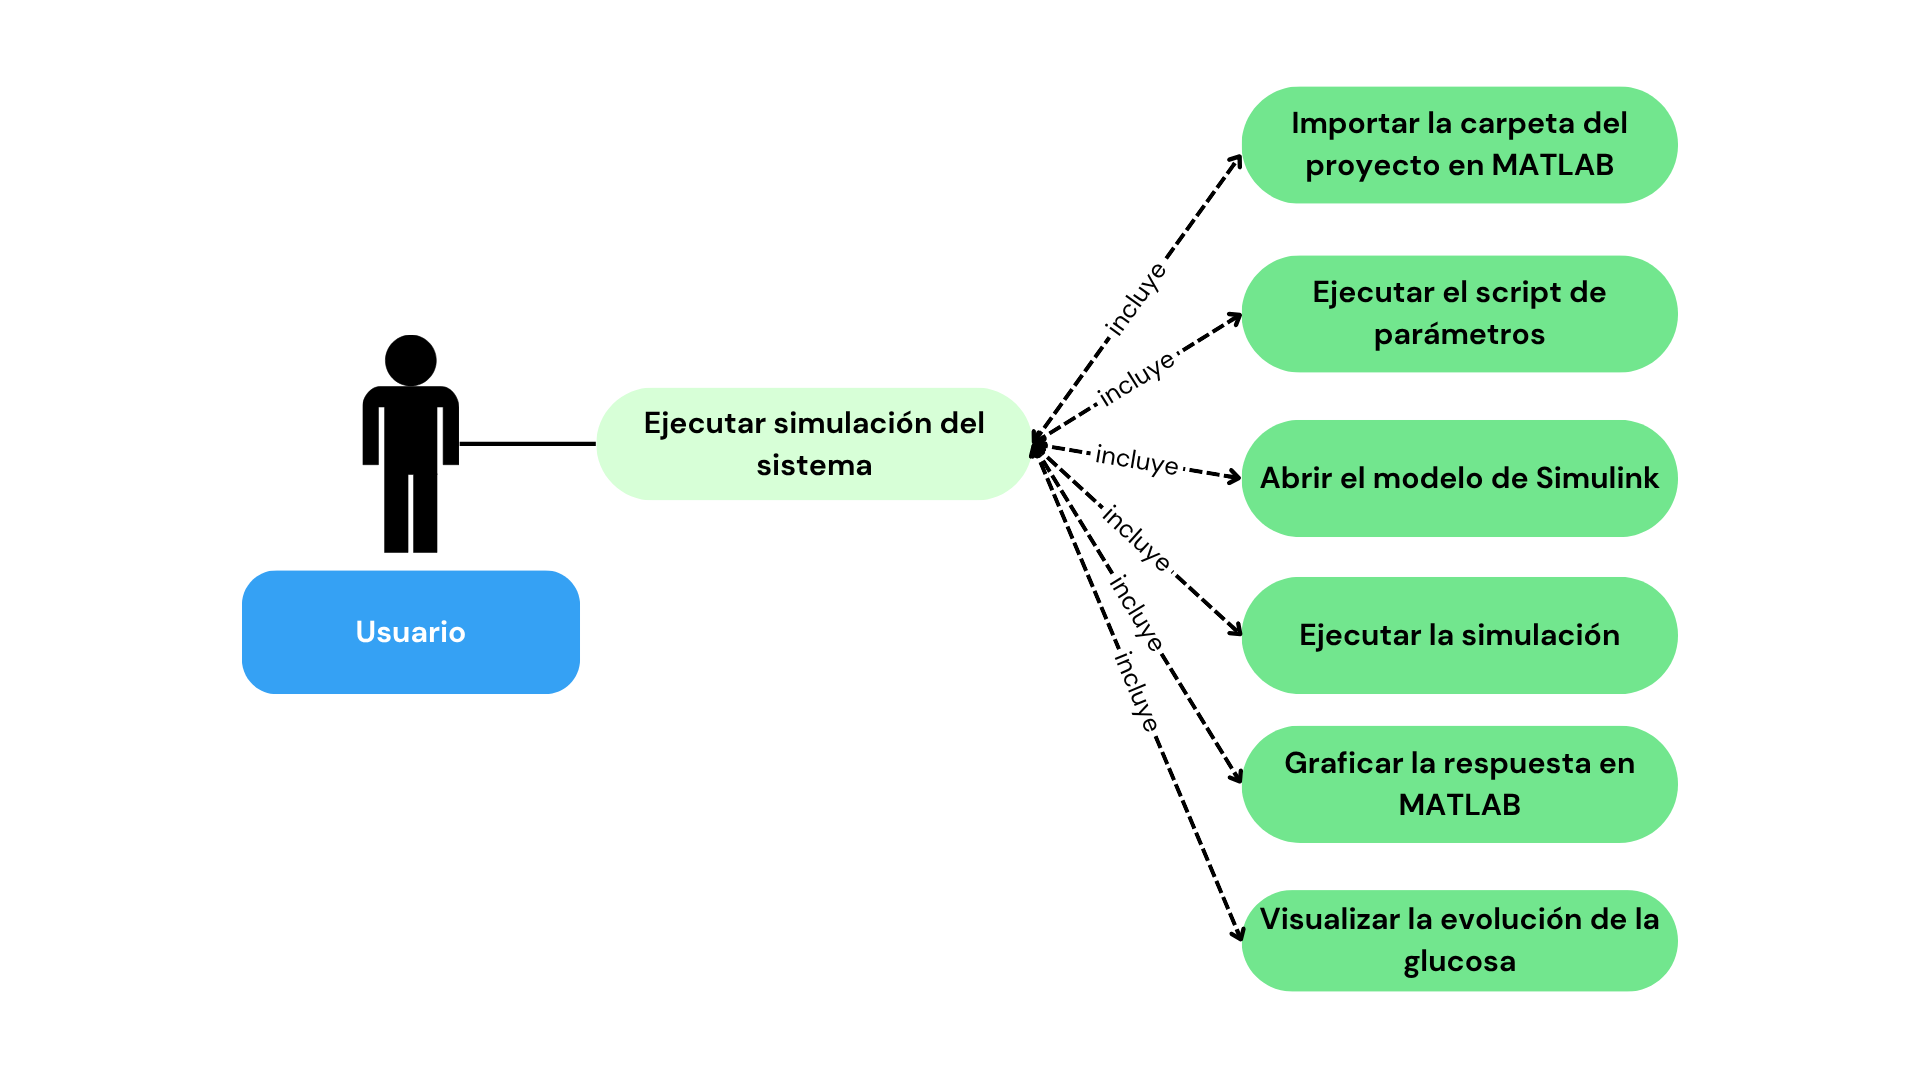 Importar la carpeta del
proyecto en MATLAB
incluye
Ejecutar el script de
parámetros
incluye
Ejecutar simulación del
sistema
incluye
Abrir el modelo de Simulink
incluye
Usuario
Ejecutar la simulación
incluye
Graficar la respuesta en
MATLAB
incluye
Visualizar la evolución de la
glucosa